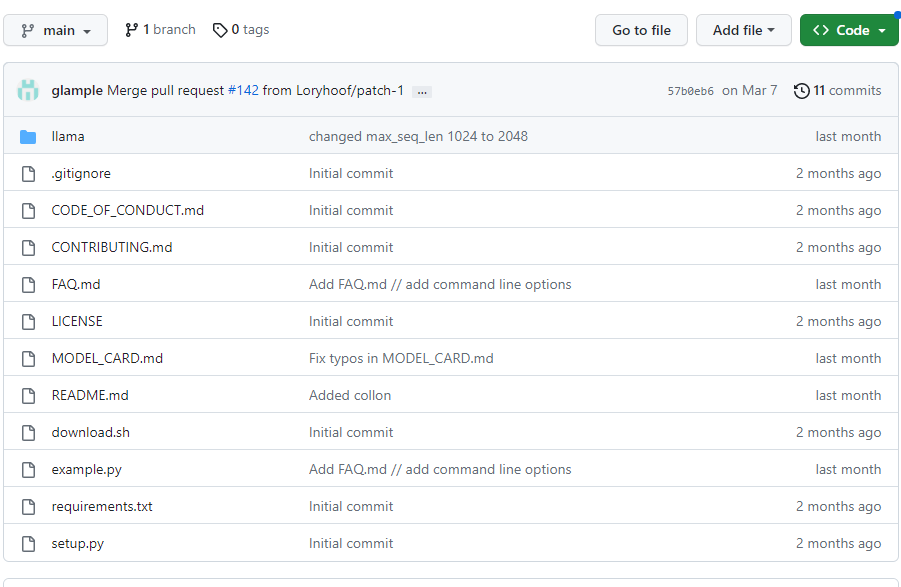 main 1 branch 0 tags Go to file Add file <> Code
glample Merge pull request #142 from Loryhoof/patch-1 ... 57b0eb6 on Mar 7 11 commits
llama changed max_seq_len 1024 to 2048 last month
.gitignore Initial commit 2 months ago
CODE_OF_CONDUCT.md Initial commit 2 months ago
CONTRIBUTING.md Initial commit 2 months ago
FAQ.md Add FAQ.md // add command line options last month
LICENSE Initial commit 2 months ago
MODEL_CARD.md Fix typos in MODEL_CARD.md last month
README.md Added collon last month
download.sh Initial commit 2 months ago
example.py Add FAQ.md // add command line options last month
requirements.txt Initial commit 2 months ago
setup.py Initial commit 2 months ago